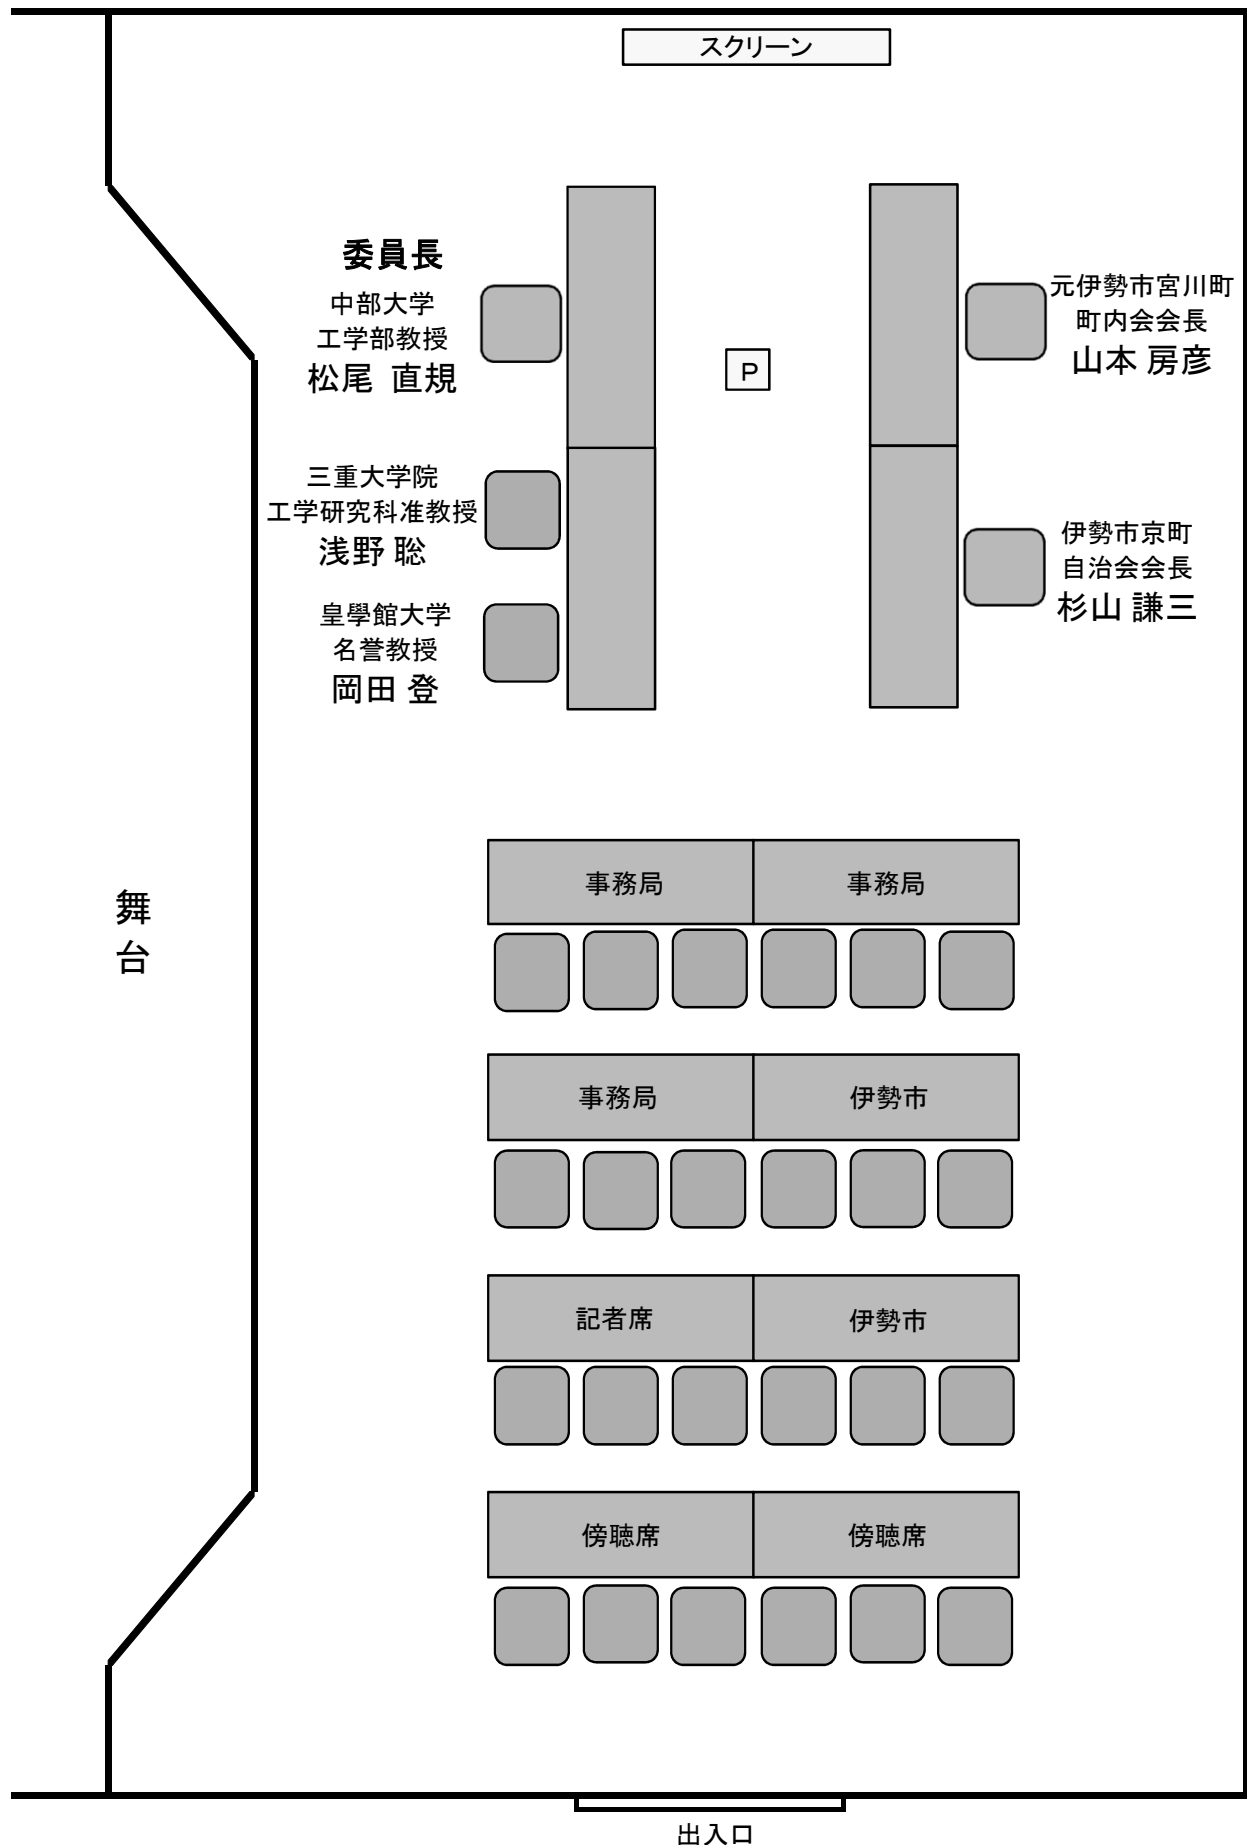 スクリーン
委員長
中部大学
工学部教授
松尾 直規
三重大学院
工学研究科准教授
浅野 聡
皇學館大学
名誉教授
岡田 登
P
元伊勢市宮川町
町内会会長
山本 房彦
伊勢市京町
自治会会長
杉山 謙三
舞台
事務局 事務局
事務局 伊勢市
記者席 伊勢市
傍聴席 傍聴席
出入口